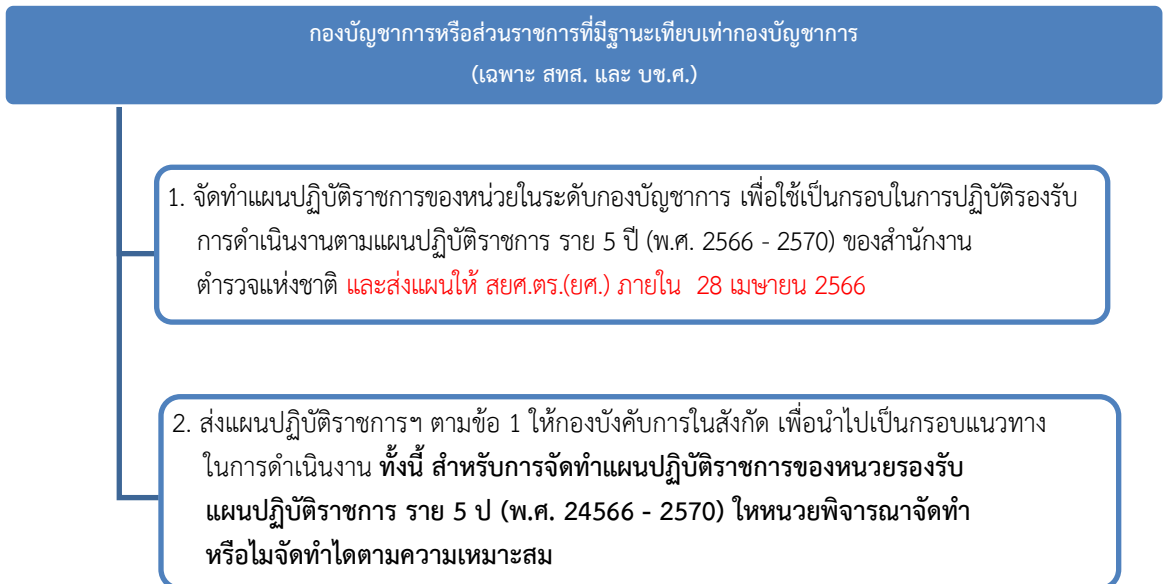 กองบัญชาการหรือส่วนราชการที่มีฐานะเทียบเท่ากองบัญชาการ
(เฉพาะ สทส. และ บช.ศ.)
1. จัดทำแผนปฏิบัติราชการของหน่วยในระดับกองบัญชาการ เพื่อใช้เป็นกรอบในการปฏิบัติรองรับ
การดำเนินงานตามแผนปฏิบัติราชการ ราย 5 ปี (พ.ศ. 2566 - 2570) ของสำนักงาน
ตำรวจแห่งชาติ และส่งแผนให้ สยศ.ตร.(ยศ.) ภายใน 28 เมษายน 2566
2. ส่งแผนปฏิบัติราชการฯ ตามข้อ 1 ให้กองบังคับการในสังกัด เพื่อนำไปเป็นกรอบแนวทาง
ในการดำเนินงาน ทั้งนี้ สำหรับการจัดทำแผนปฏิบัติราชการของหนวยรองรับ
แผนปฏิบัติราชการ ราย 5 ป (พ.ศ. 24566 - 2570) ใหหนวยพิจารณาจัดทำ
หรือไมจัดทำไดตามความเหมาะสม